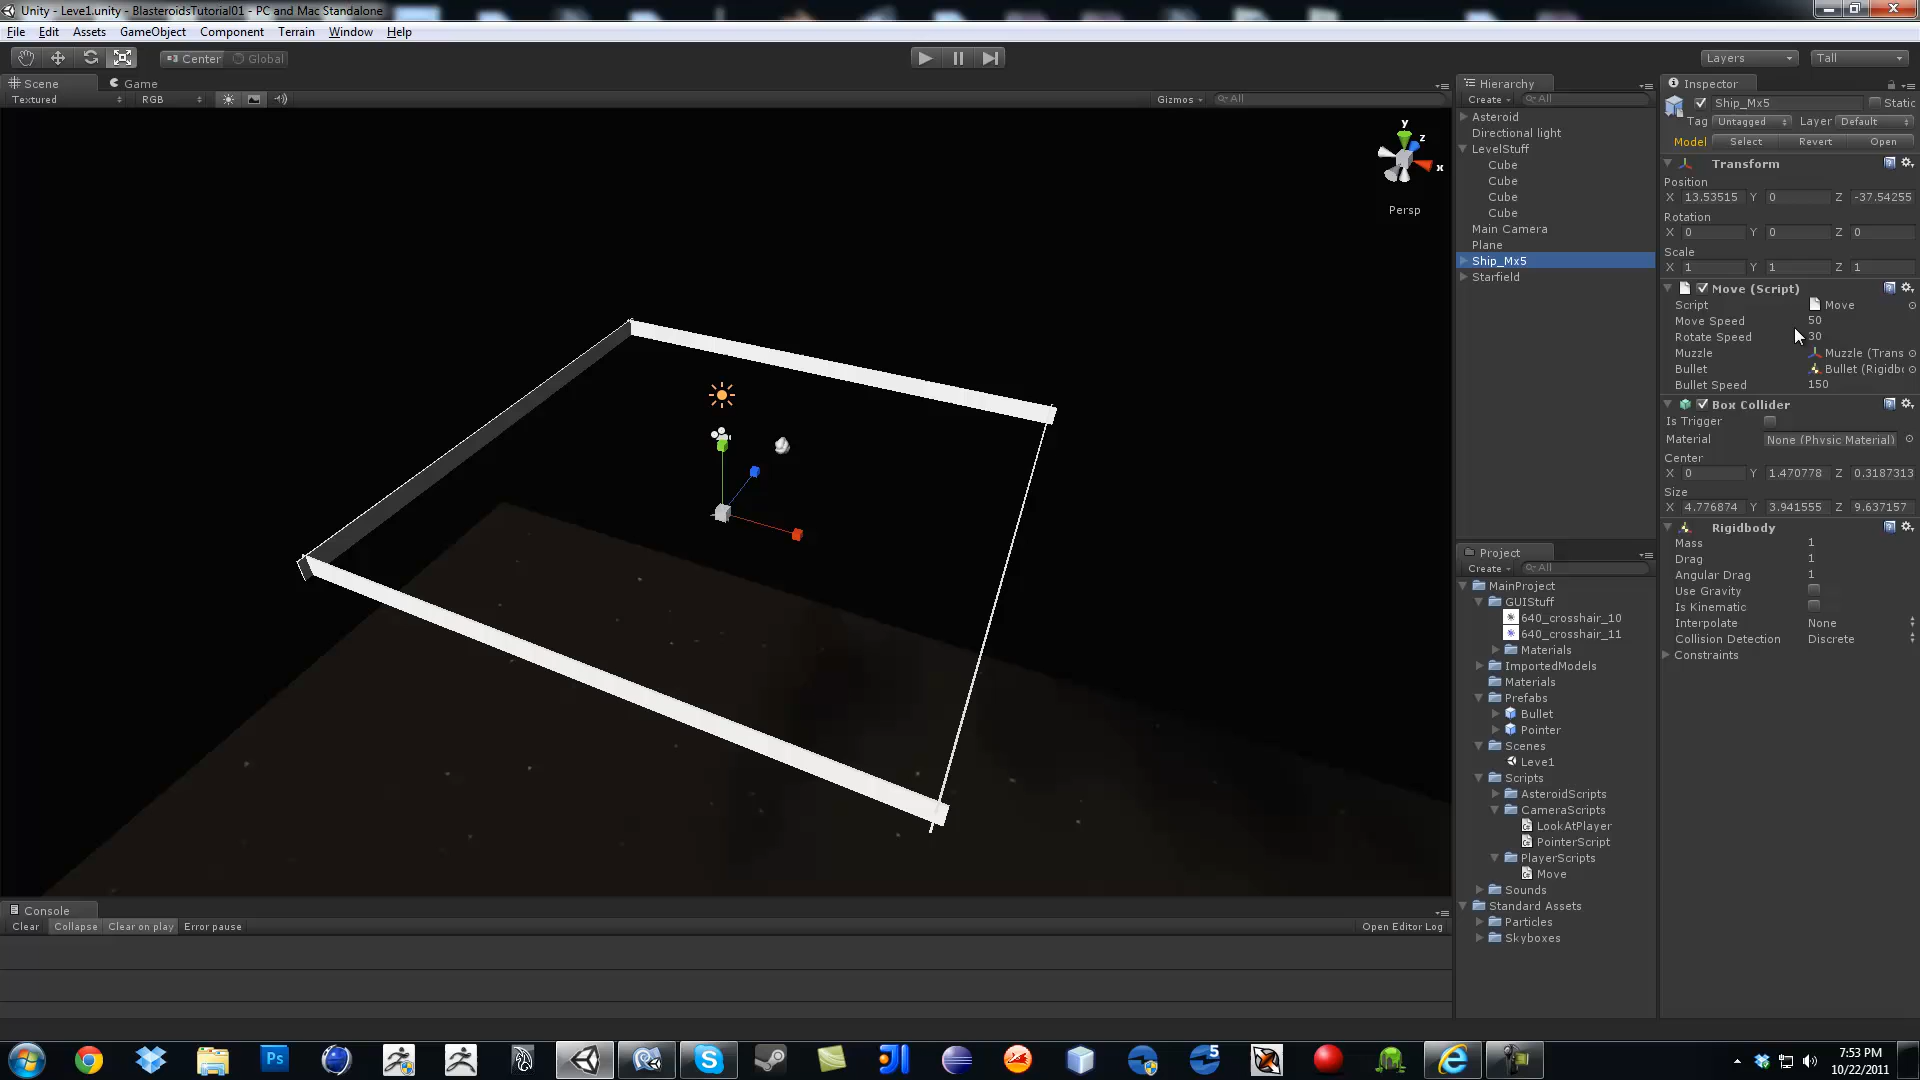 Unity - Leve1.unity - BlasteroidsTutorial01 - PC and Mac Standalone
File Edit Assets GameObject Component Terrain Window Help
Center Global
Layers
Tall
Scene
Game
Textured
RGB
Gizmos
All
y
z
x
Persp
Hierarchy
Create
All
Asteroid
Directional light
LevelStuff
Cube
Cube
Cube
Cube
Main Camera
Plane
Ship_Mx5
Starfield
Project
Create
All
MainProject
GUIStuff
640_crosshair_10
640_crosshair_11
Materials
ImportedModels
Materials
Prefabs
Bullet
Pointer
Scenes
Leve1
Scripts
AsteroidScripts
CameraScripts
LookAtPlayer
PointerScript
PlayerScripts
Move
Sounds
Standard Assets
Particles
Skyboxes
Inspector
Ship_Mx5
Static
Tag Untagged Layer Default
Model Select Revert Open
Transform
Position
X 13.53515 Y 0 Z -37.54255
Rotation
X 0 Y 0 Z 0
Scale
X 1 Y 1 Z 1
Move (Script)
Script Move
Move Speed 50
Rotate Speed 30
Muzzle Muzzle (Trans
Bullet Bullet (Rigidb
Bullet Speed 150
Box Collider
Is Trigger
Material None (Physic Material)
Center
X 0 Y 1.470778 Z 0.3187313
Size
X 4.776874 Y 3.941555 Z 9.637157
Rigidbody
Mass 1
Drag 1
Angular Drag 1
Use Gravity
Is Kinematic
Interpolate None
Collision Detection Discrete
Constraints
Console
Clear Collapse Clear on play Error pause
Open Editor Log
Ps
5
7:53 PM
10/22/2011